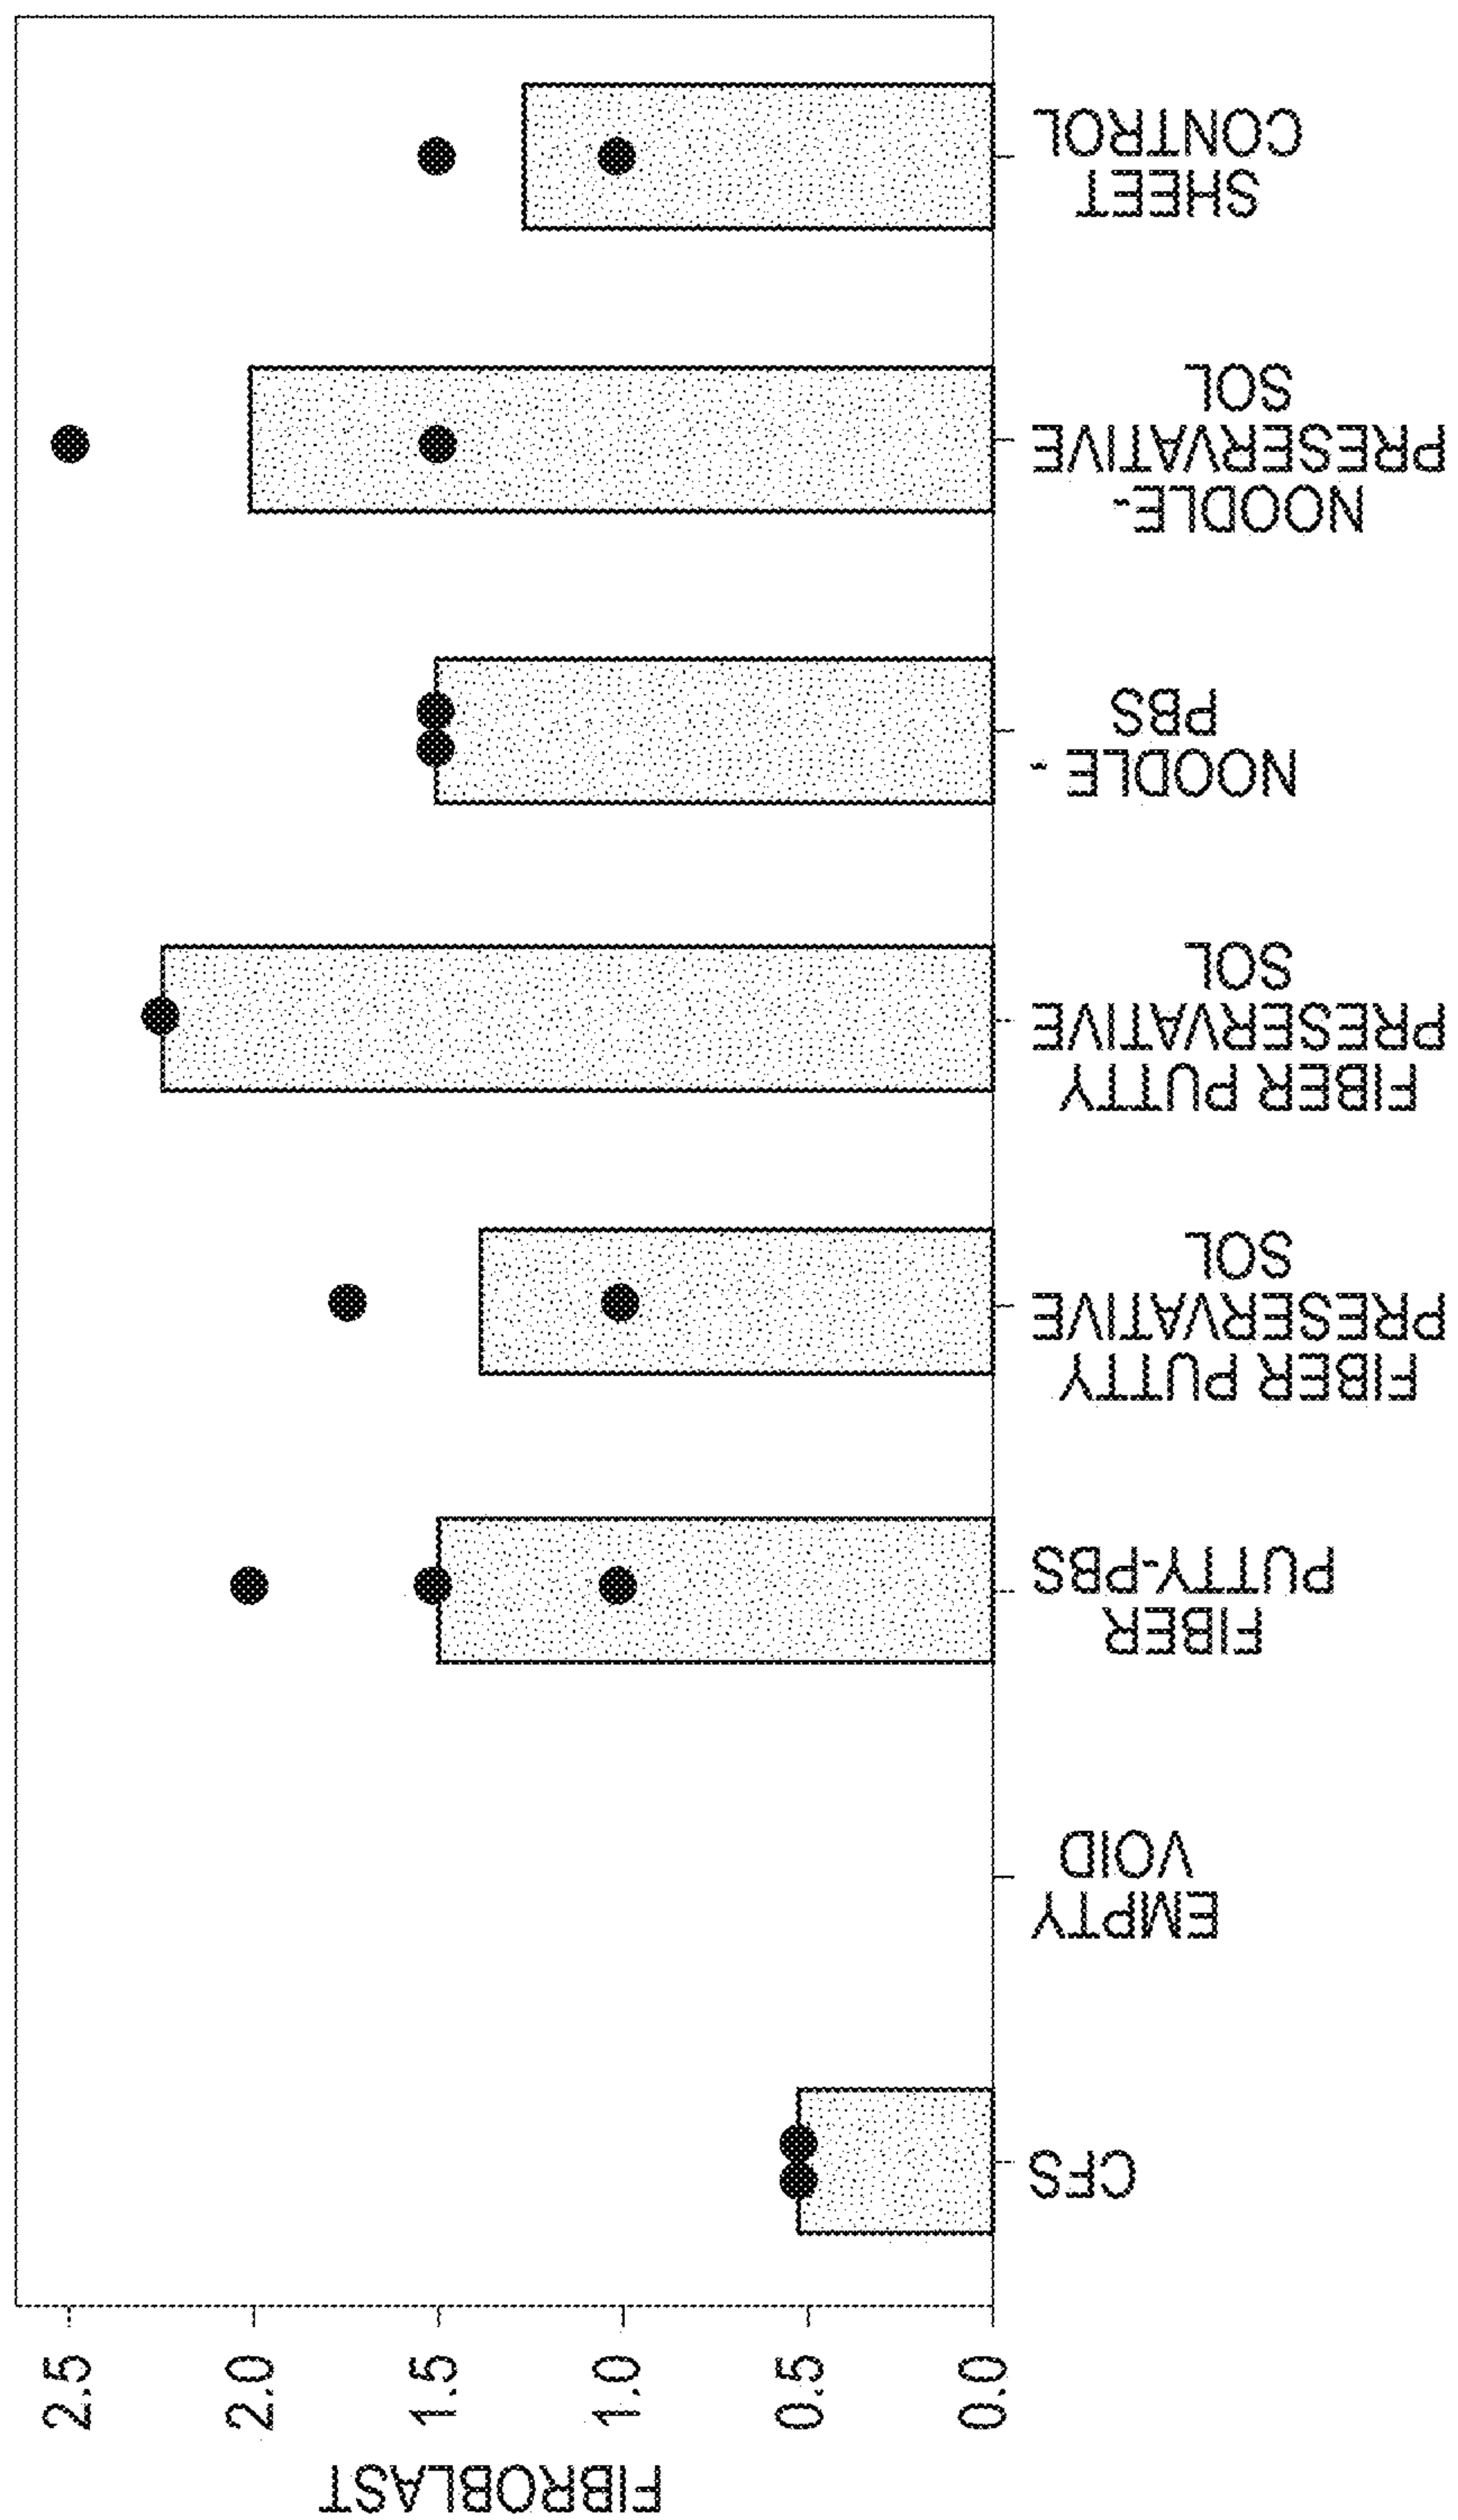 FIBROBLAST
2.5
2.0
1.5
1.0
0.5
0.0
CFS
EMPTY
VOID
FIBER
PUTTY-PBS
FIBER PUTTY
PRESERVATIVE
SOL
FIBER PUTTY
PRESERVATIVE
SOL
NOODLE -
PBS
NOODLE-
PRESERVATIVE
SOL
SHEET
CONTROL